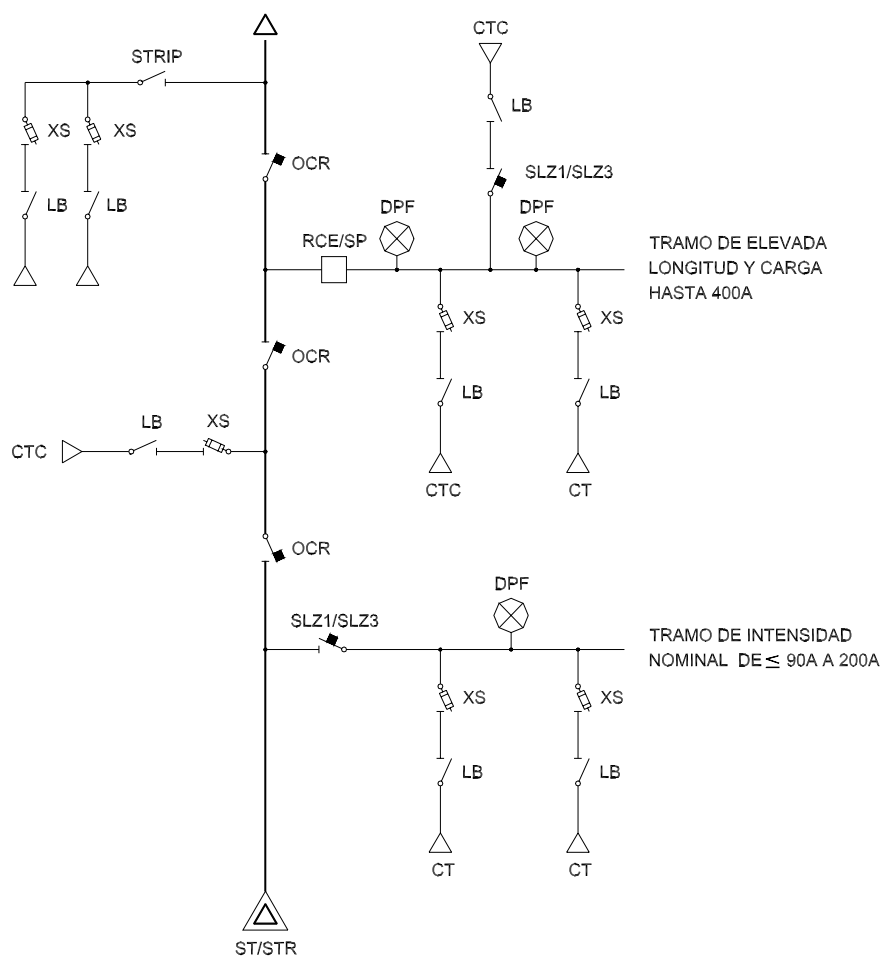 CTC
STRIP
LB
XS
XS
OCR
SLZ1/SLZ3
LB
LB
DPF
DPF
RCE/SP
TRAMO DE ELEVADA
LONGITUD Y CARGA
HASTA 400A
XS
XS
OCR
LB
LB
LB
XS
CTC
CTC
CT
OCR
DPF
SLZ1/SLZ3
TRAMO DE INTENSIDAD
NOMINAL DE ≤ 90A A 200A
XS
XS
LB
LB
CT
CT
ST/STR